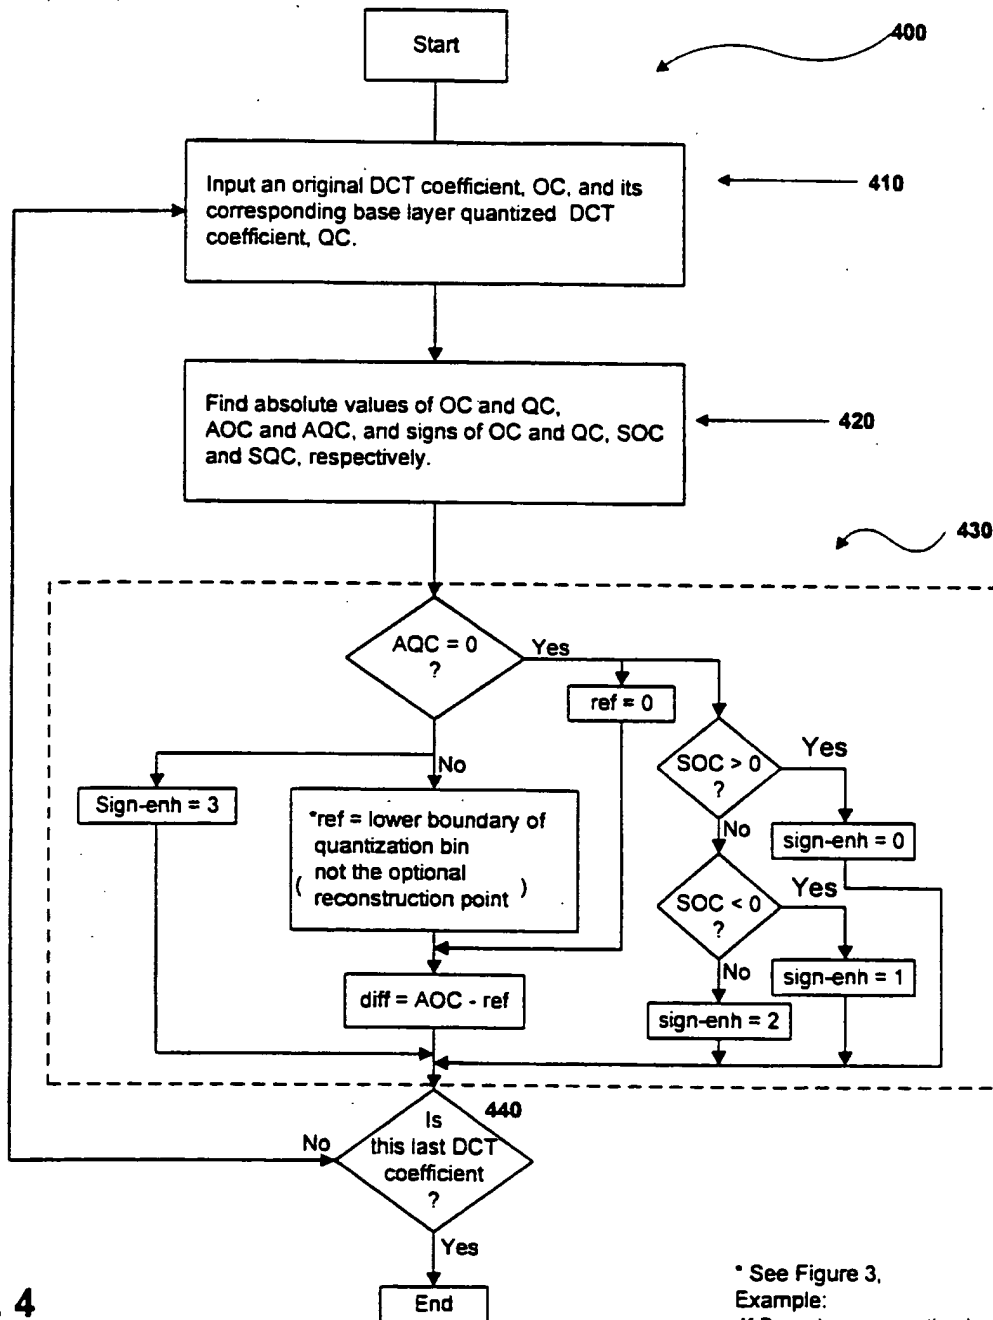 Start
400
Input an original DCT coefficient, OC, and its
corresponding base layer quantized DCT
coefficient, QC.
410
Find absolute values of OC and QC,
AOC and AQC, and signs of OC and QC, SOC
and SQC, respectively.
420
430
AQC = 0
?
Yes
ref = 0
SOC > 0
?
Yes
No
Sign-enh = 3
*ref = lower boundary of
quantization bin
( not the optional
reconstruction point )
No
sign-enh = 0
SOC < 0
?
Yes
No
sign-enh = 1
diff = AOC - ref
sign-enh = 2
440
Is
this last DCT
coefficient
?
No
Yes
End
. 4
* See Figure 3,
Example: